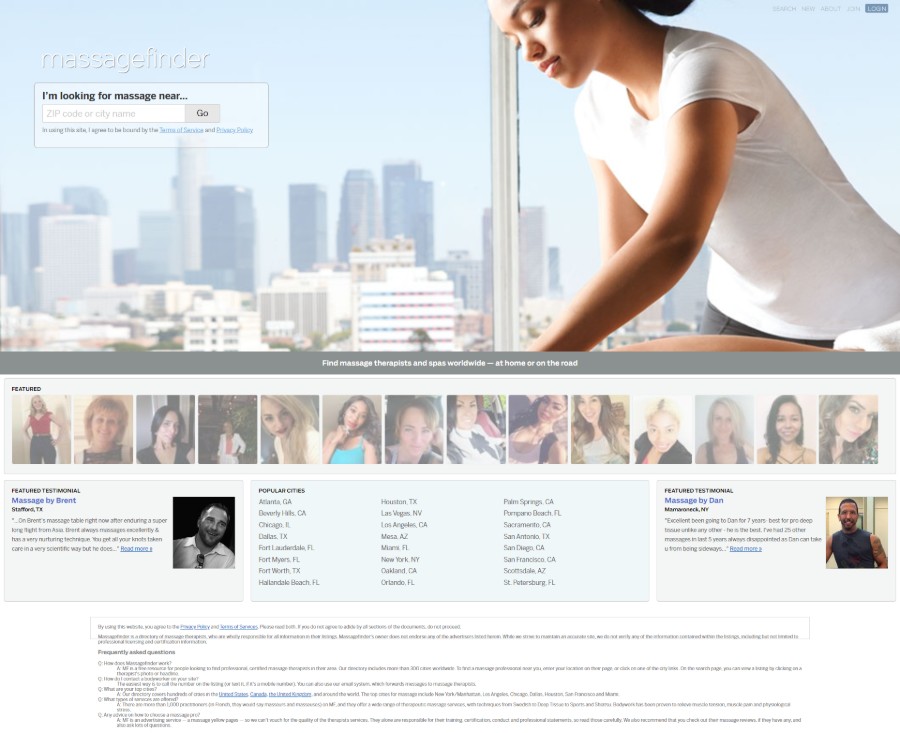 SEARCH NEW ABOUT JOIN LOGIN
massagefinder
I'm looking for massage near...
ZIP code or city name Go
In using this site, I agree to be bound by the Terms of Service and Privacy Policy
Find massage therapists and spas worldwide — at home or on the road
FEATURED
FEATURED TESTIMONIAL
Massage by Brent
Stafford, TX
"... On Brent's massage table right now after enduring a super
long flight from Asia. Brent always massages excellently &
has a very nurturing technique. You get all your knots taken
care in a very scientific way but he does..." Read more »
POPULAR CITIES
Atlanta, GA
Beverly Hills, CA
Chicago, IL
Dallas, TX
Fort Lauderdale, FL
Fort Myers, FL
Fort Worth, TX
Hallandale Beach, FL
Houston, TX
Las Vegas, NV
Los Angeles, CA
Mesa, AZ
Miami, FL
New York, NY
Oakland, CA
Orlando, FL
Palm Springs, CA
Pompano Beach, FL
Sacramento, CA
San Antonio, TX
San Diego, CA
San Francisco, CA
Scottsdale, AZ
St. Petersburg, FL
FEATURED TESTIMONIAL
Massage by Dan
Mamaroneck, NY
"Excellent been going to Dan for 7 years- best for pro deep
tissue unlike any other - he is the best. I've had 25 other
massages in last 5 years always disappointed as Dan can take
u from being sideways..." Read more »
By using this website, you agree to the Privacy Policy and Terms of Services. Please read both. If you do not agree to abide by all sections of the documents, do not proceed.
Massagefinder is a directory of massage therapists, who are wholly responsible for all information in their listings. Massagefinder's owner does not endorse any of the advertisers listed herein. While we strive to maintain an accurate site, we do not verify any of the information contained within the listings, including but not limited to
professional licensing and certification information.
Frequently asked questions
Q: How does Massagefinder work?
A: MF is a free resource for people looking to find professional, certified massage therapists in their area. Our directory includes more than 300 cities worldwide. To find a massage professional near you, enter your location on their page, or click on one of the city links. On the search page, you can view a listing by clicking on a
therapist's photo or headline.
Q: How do I contact a bodyworker on your site?
The easiest way is to call the number on the listing (or text it, if it's a mobile number). You can also use our email system, which forwards messages to massage therapists.
Q: What are your top cities?
A: Our directory covers hundreds of cities in the United States, Canada, the United Kingdom, and around the world. The top cities for massage include New York/Manhattan, Los Angeles, Chicago, Dallas, Houston, San Francisco and Miami.
Q: What types of services are offered?
A: There are more than 1,000 practitioners (in French, they would say masseurs and masseuses) on MF, and they offer a wide range of therapeutic massage services, with techniques from Swedish to Deep Tissue to Sports and Shiatsu. Bodywork has been proven to relieve muscle tension, muscle pain and physiological
stress.
Q: Any advice on how to choose a massage pro?
A: MF is an advertising service — a massage yellow pages — so we can't vouch for the quality of the therapists services. They alone are responsible for their training, certification, conduct, and professional statements, so read those carefully. We also recommend that you check out their massage reviews, if they have any, and
also ask lots of questions.